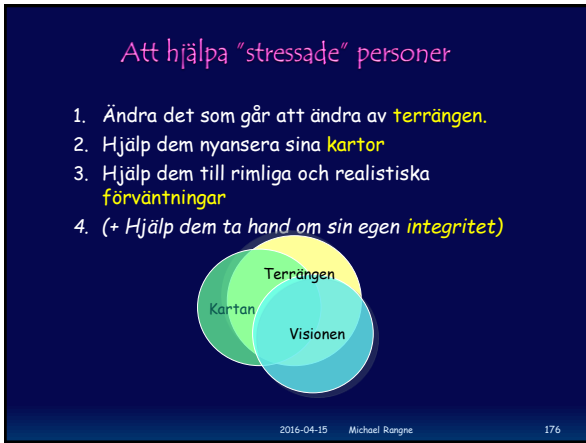 Att hjälpa "stressade" personer
1. Ändra det som går att ändra av terrängen.
2. Hjälp dem nyansera sina kartor
3. Hjälp dem till rimliga och realistiska
förväntningar
4. (+ Hjälp dem ta hand om sin egen integritet)
Terrängen
Kartan
Visionen
2016-04-15 Michael Rangne 176